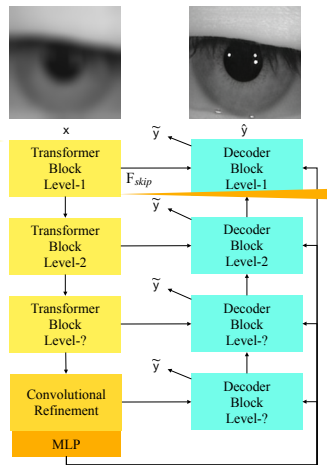 x
ŷ
ỹ
Transformer
Block
Level-1
Decoder
Block
Level-1
F_skip
ỹ
Transformer
Block
Level-2
Decoder
Block
Level-2
ỹ
Transformer
Block
Level-?
Decoder
Block
Level-?
ỹ
Convolutional
Refinement
Decoder
Block
Level-?
MLP